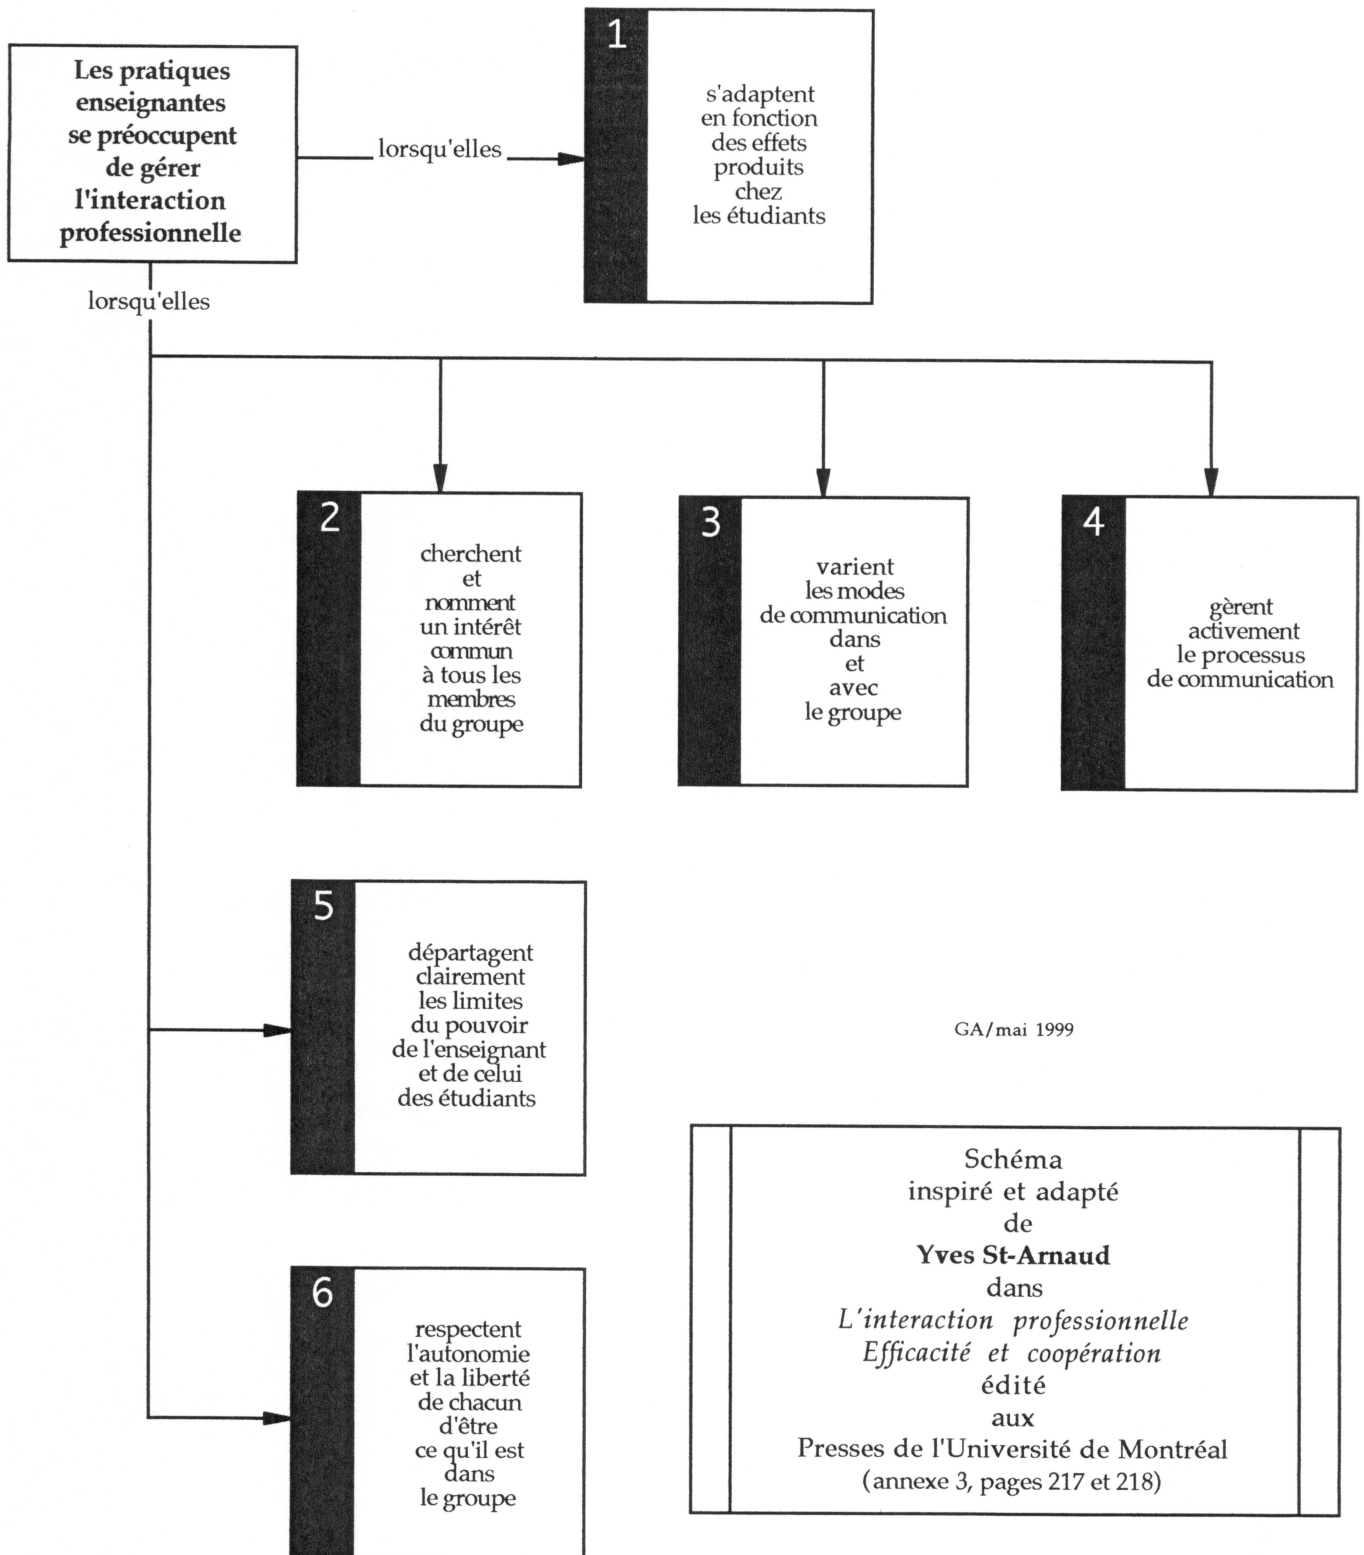 Les pratiques
enseignantes
se préoccupent
de gérer
l'interaction
professionnelle
lorsqu'elles
1
s'adaptent
en fonction
des effets
produits
chez
les étudiants
lorsqu'elles
2
cherchent
et
nomment
un intérêt
commun
à tous les
membres
du groupe
3
varient
les modes
de communication
dans
et
avec
le groupe
4
gèrent
activement
le processus
de communication
5
départagent
clairement
les limites
du pouvoir
de l'enseignant
et de celui
des étudiants
6
respectent
l'autonomie
et la liberté
de chacun
d'être
ce qu'il est
dans
le groupe
GA/mai 1999
Schéma
inspiré et adapté
de
Yves St-Arnaud
dans
L'interaction professionnelle
Efficacité et coopération
édité
aux
Presses de l'Université de Montréal
(annexe 3, pages 217 et 218)